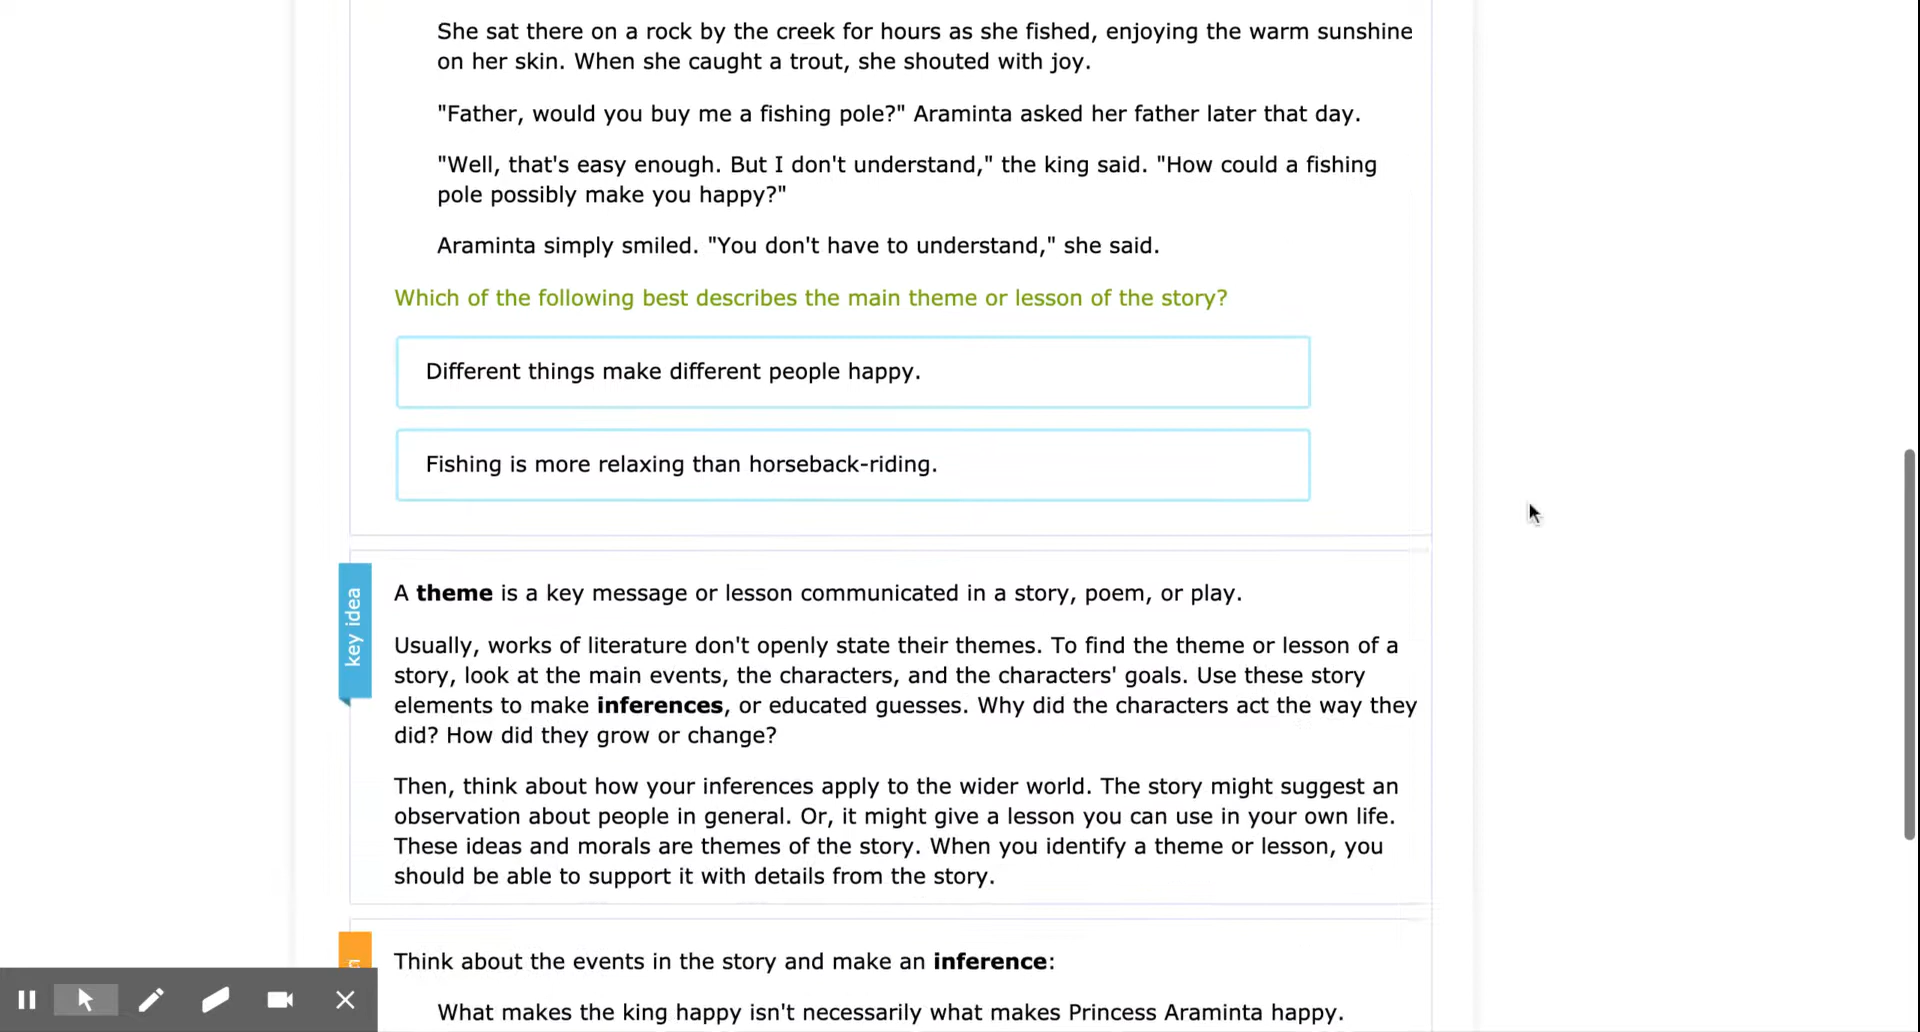 She sat there on a rock by the creek for hours as she fished, enjoying the warm sunshine
on her skin. When she caught a trout, she shouted with joy.
"Father, would you buy me a fishing pole?" Araminta asked her father later that day.
"Well, that's easy enough. But I don't understand," the king said. "How could a fishing
pole possibly make you happy?"
Araminta simply smiled. "You don't have to understand," she said.
Which of the following best describes the main theme or lesson of the story?
Different things make different people happy.
Fishing is more relaxing than horseback-riding.
key idea
A theme is a key message or lesson communicated in a story, poem, or play.
Usually, works of literature don't openly state their themes. To find the theme or lesson of a
story, look at the main events, the characters, and the characters' goals. Use these story
elements to make inferences, or educated guesses. Why did the characters act the way they
did? How did they grow or change?
Then, think about how your inferences apply to the wider world. The story might suggest an
observation about people in general. Or, it might give a lesson you can use in your own life.
These ideas and morals are themes of the story. When you identify a theme or lesson, you
should be able to support it with details from the story.
Think about the events in the story and make an inference:
What makes the king happy isn't necessarily what makes Princess Araminta happy.